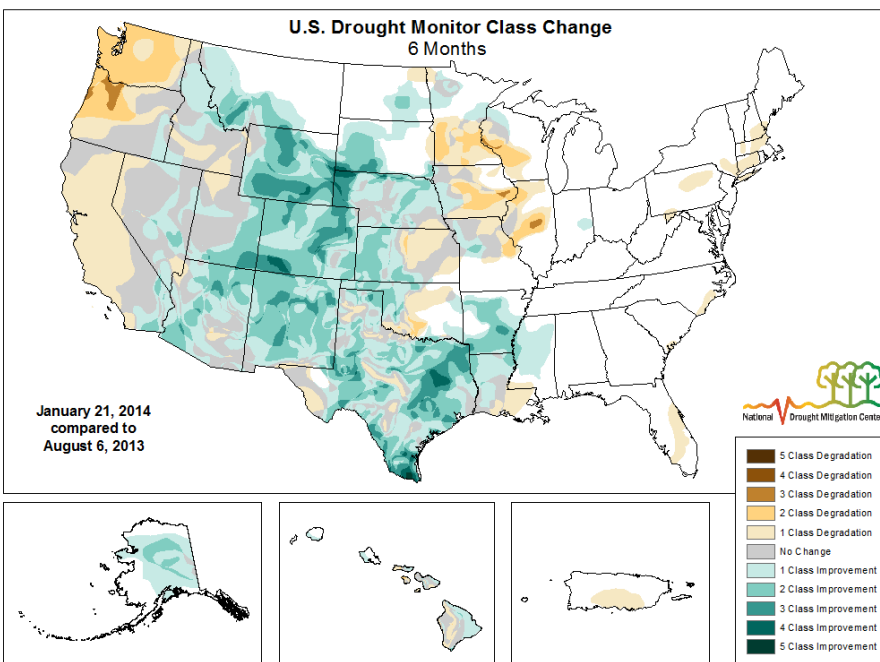 U.S. Drought Monitor Class Change
6 Months
January 21, 2014
compared to
August 6, 2013
National Drought Mitigation Center
5 Class Degradation
4 Class Degradation
3 Class Degradation
2 Class Degradation
1 Class Degradation
No Change
1 Class Improvement
2 Class Improvement
3 Class Improvement
4 Class Improvement
5 Class Improvement